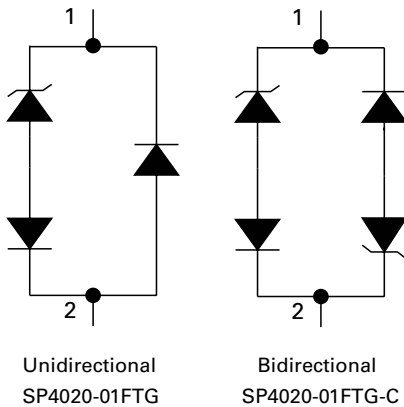 1
1
2
2
Unidirectional
Bidirectional
SP4020-01FTG
SP4020-01FTG-C